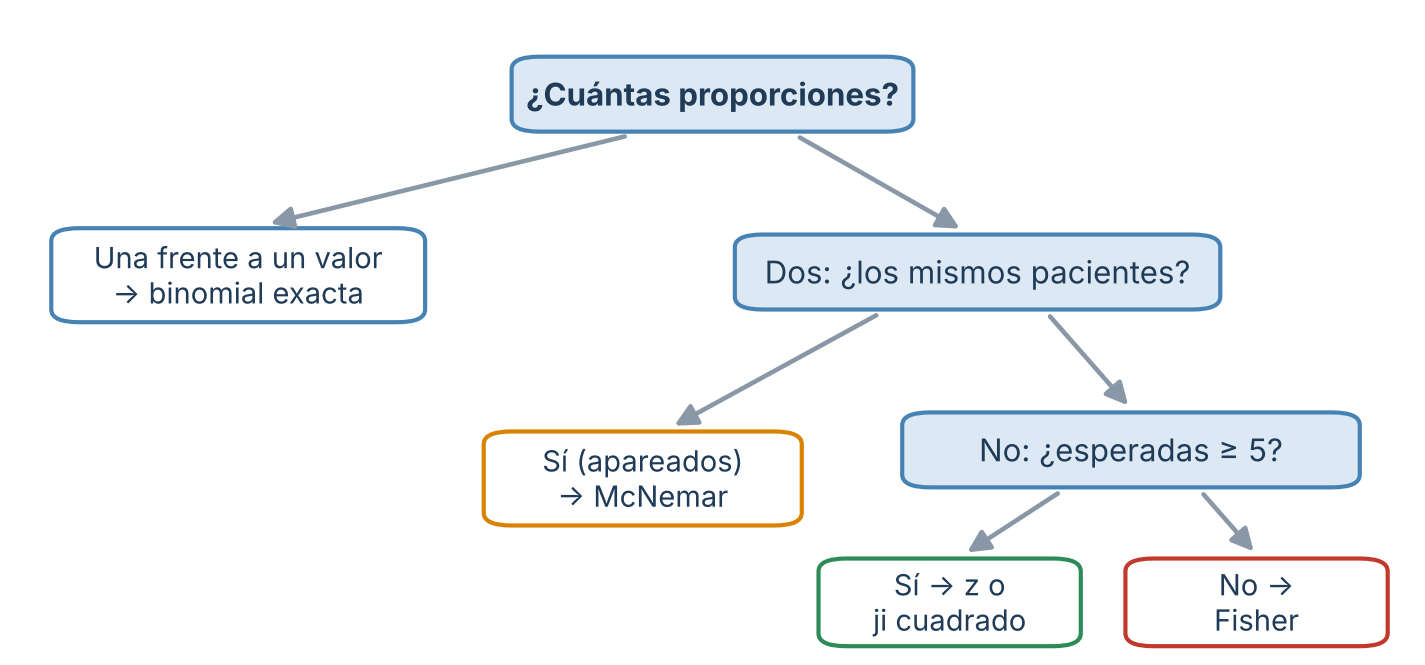 ¿Cuántas proporciones?
Una frente a un valor
→ binomial exacta
Dos: ¿los mismos pacientes?
Sí (apareados)
→ McNemar
No: ¿esperadas ≥ 5?
Sí → z o
ji cuadrado
No →
Fisher